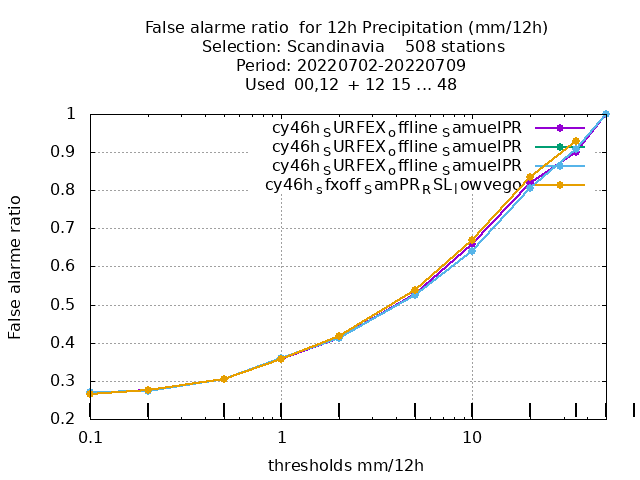 False alarme ratio  for 12h Precipitation (mm/12h)
Selection: Scandinavia    508 stations
Period: 20220702-20220709
Used  00,12  + 12 15 ... 48
cy46h_SURFEX_offline_SamuelPR
cy46h_SURFEX_offline_SamuelPR
cy46h_SURFEX_offline_SamuelPR
cy46h_sfxoff_SamPR_RSL_lowvego
1
0.9
0.8
0.7
0.6
0.5
0.4
0.3
0.2
False alarme ratio
0.1 1 10
thresholds mm/12h